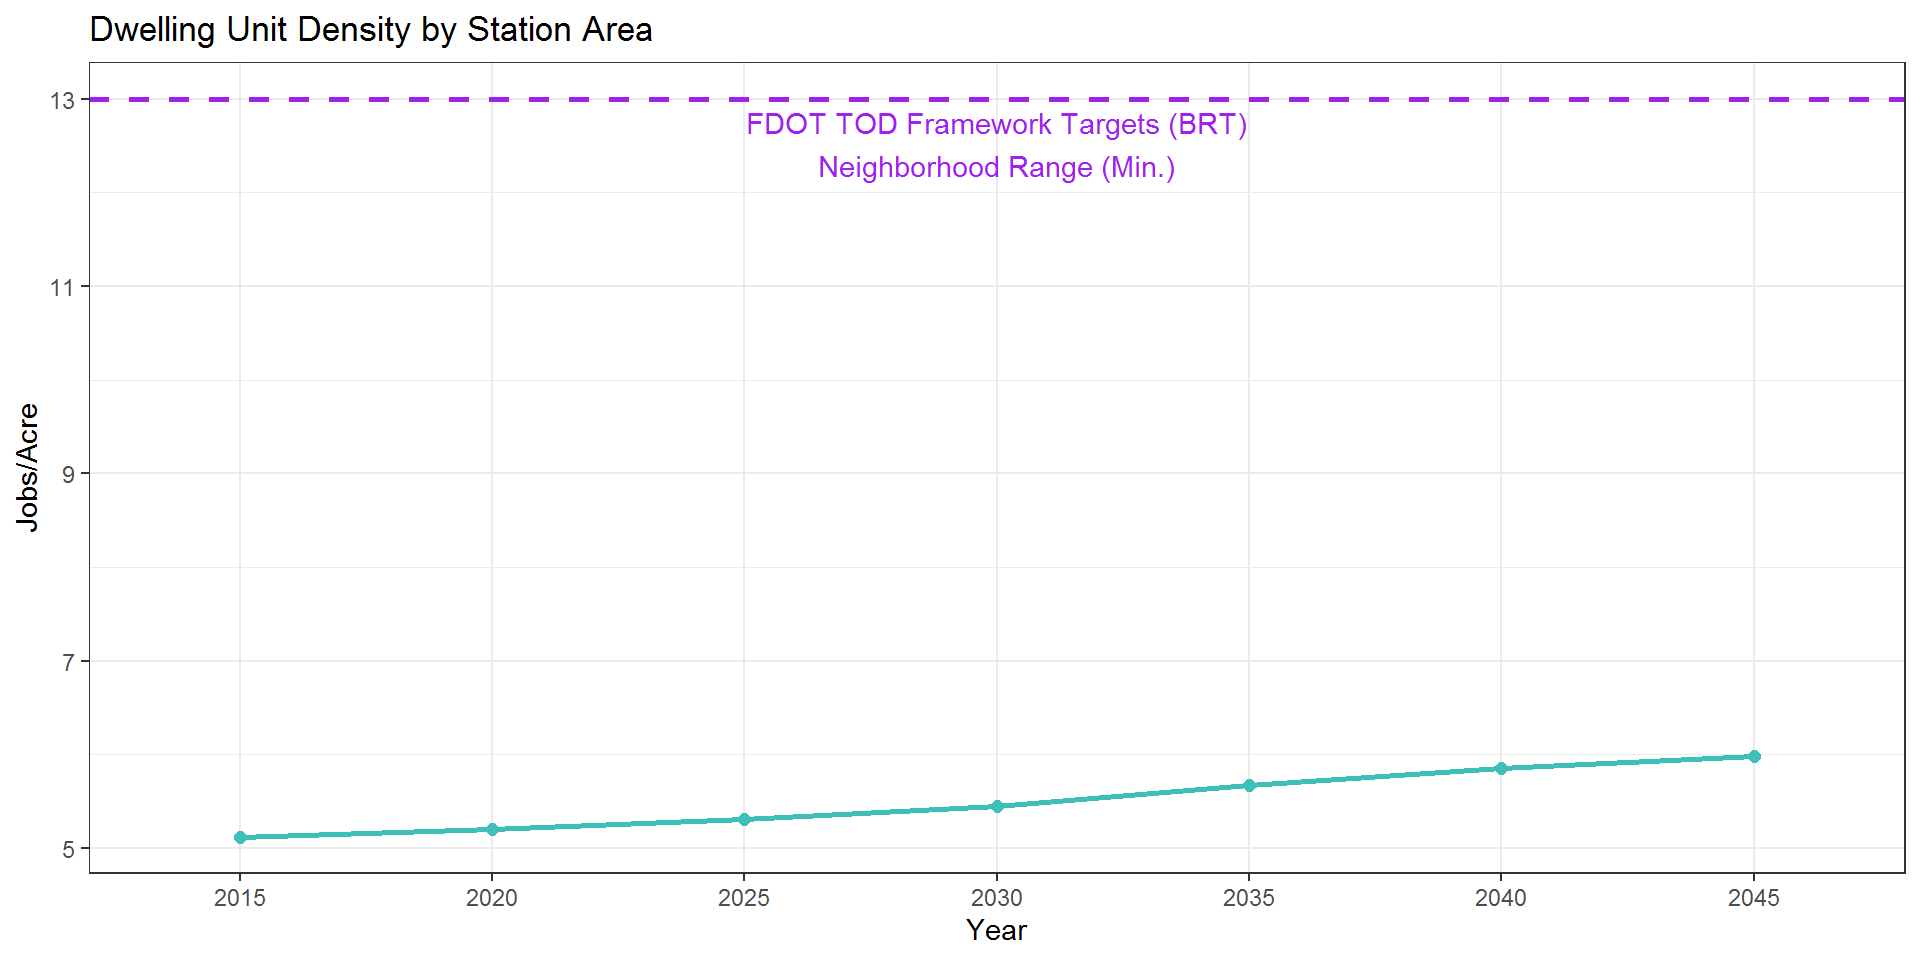 Dwelling Unit Density by Station Area
13
FDOT TOD Framework Targets (BRT)
Neighborhood Range (Min.)
11
9
7
5
Jobs/Acre
2015 2020 2025 2030 2035 2040 2045
Year